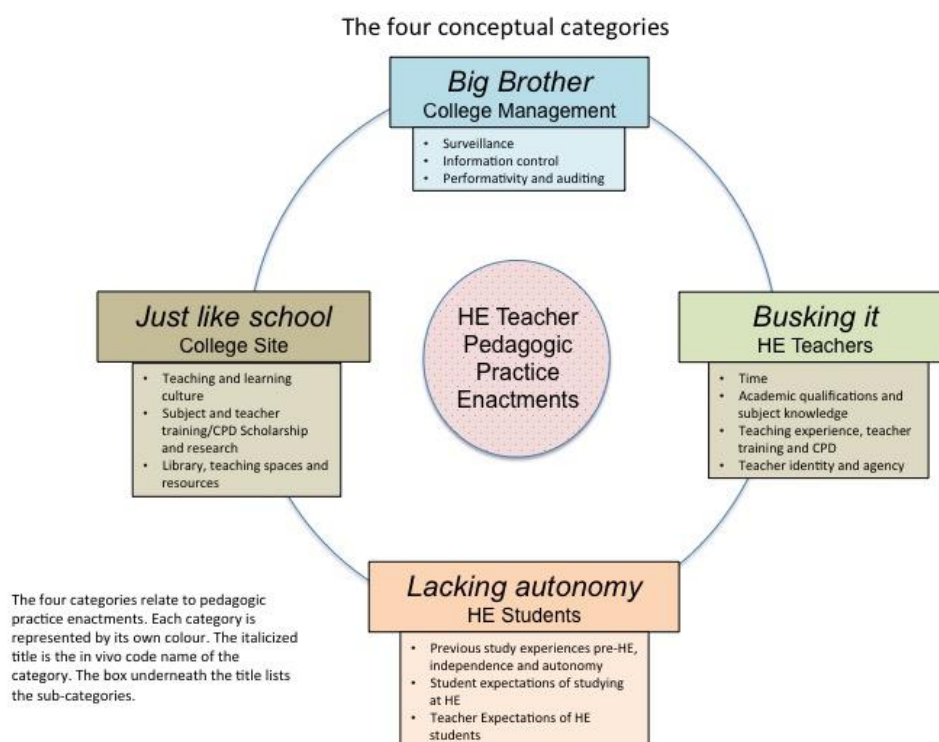 The four conceptual categories
Big Brother
College Management
• Surveillance
• Information control
• Performativity and auditing
Just like school
College Site
• Teaching and learning
culture
• Subject and teacher
training/CPD Scholarship
and research
• Library, teaching spaces and
resources
HE Teacher
Pedagogic
Practice
Enactments
Busking it
HE Teachers
• Time
• Academic qualifications and
subject knowledge
• Teaching experience, teacher
training and CPD
• Teacher identity and agency
Lacking autonomy
HE Students
• Previous study experiences pre-HE,
independence and autonomy
• Student expectations of studying
at HE
• Teacher Expectations of HE
students
The four categories relate to pedagogic
practice enactments. Each category is
represented by its own colour. The italicized
title is the in vivo code name of the
category. The box underneath the title lists
the sub-categories.